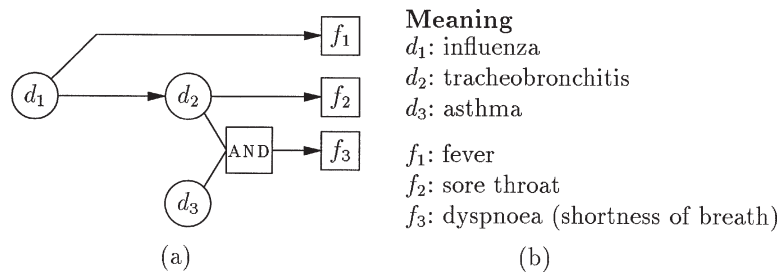 d₁
d₂
d₃
AND
f₁
f₂
f₃
(a)
Meaning
d₁: influenza
d₂: tracheobronchitis
d₃: asthma
f₁: fever
f₂: sore throat
f₃: dyspnoea (shortness of breath)
(b)